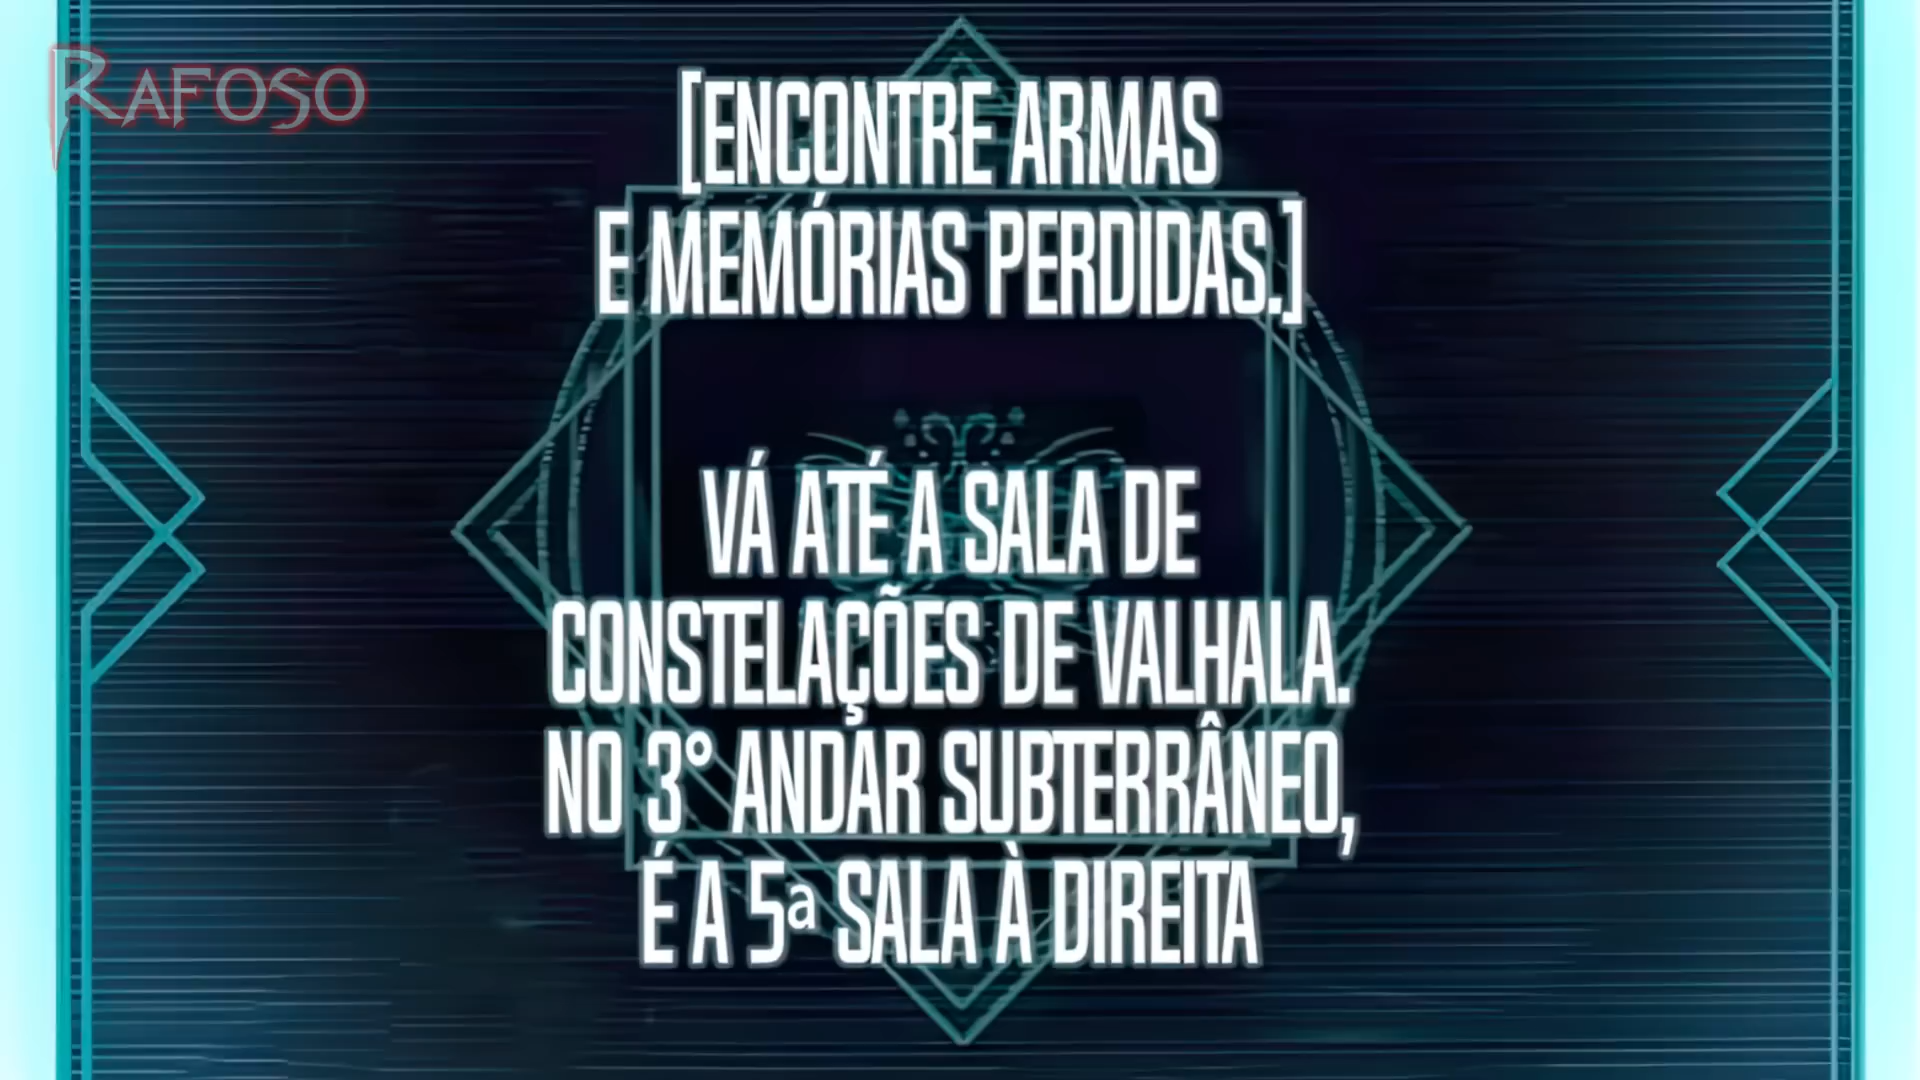 RAFOSO
[ENCONTRE ARMAS
E MEMÓRIAS PERDIDAS.]
VÁ ATÉ A SALA DE
CONSTELAÇÕES DE VALHALA.
NO 3° ANDAR SUBTERRÂNEO,
É A 5ª SALA À DIREITA